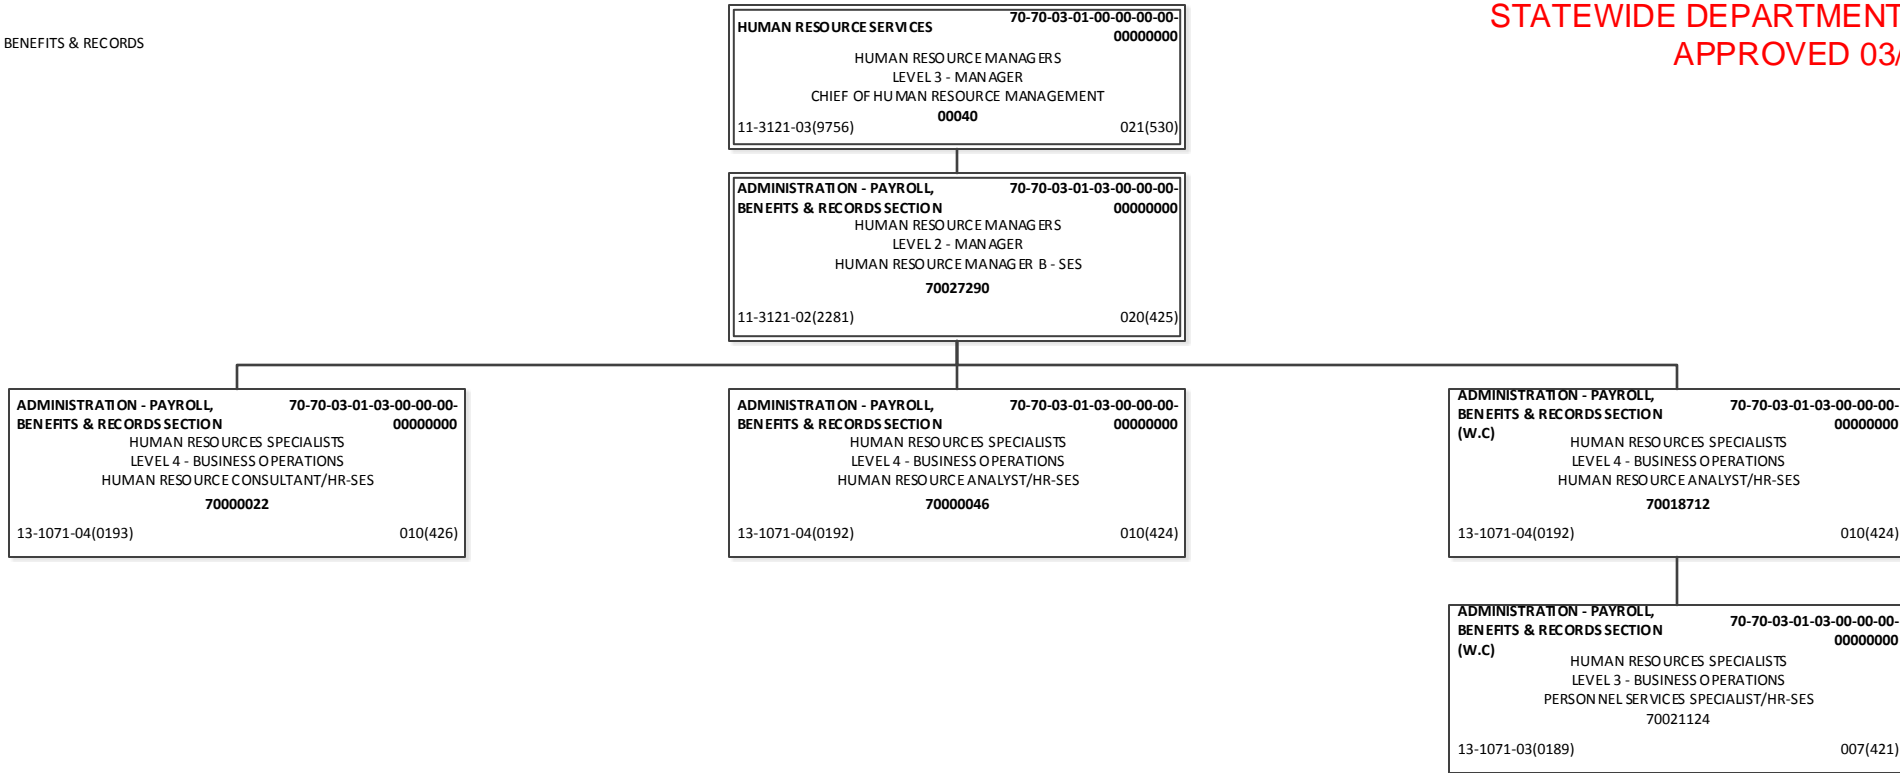 STATEWIDE DEPARTMENT
APPROVED 03/
BENEFITS & RECORDS
HUMAN RESOURCE SERVICES
70-70-03-01-00-00-00-00-
00000000
HUMAN RESOURCE MANAGERS
LEVEL 3 - MANAGER
CHIEF OF HUMAN RESOURCE MANAGEMENT
00040
11-3121-03(9756)
021(530)
ADMINISTRATION - PAYROLL,
BENEFITS & RECORDS SECTION
70-70-03-01-03-00-00-00-
00000000
HUMAN RESOURCE MANAGERS
LEVEL 2 - MANAGER
HUMAN RESOURCE MANAGER B - SES
70027290
11-3121-02(2281)
020(425)
ADMINISTRATION - PAYROLL,
BENEFITS & RECORDS SECTION
70-70-03-01-03-00-00-00-
00000000
HUMAN RESOURCES SPECIALISTS
LEVEL 4 - BUSINESS OPERATIONS
HUMAN RESOURCE CONSULTANT/HR-SES
70000022
13-1071-04(0193)
010(426)
ADMINISTRATION - PAYROLL,
BENEFITS & RECORDS SECTION
70-70-03-01-03-00-00-00-
00000000
HUMAN RESOURCES SPECIALISTS
LEVEL 4 - BUSINESS OPERATIONS
HUMAN RESOURCE ANALYST/HR-SES
70000046
13-1071-04(0192)
010(424)
ADMINISTRATION - PAYROLL,
BENEFITS & RECORDS SECTION
(W.C)
70-70-03-01-03-00-00-00-
00000000
HUMAN RESOURCES SPECIALISTS
LEVEL 4 - BUSINESS OPERATIONS
HUMAN RESOURCE ANALYST/HR-SES
70018712
13-1071-04(0192)
010(424)
ADMINISTRATION - PAYROLL,
BENEFITS & RECORDS SECTION
(W.C)
70-70-03-01-03-00-00-00-
00000000
HUMAN RESOURCES SPECIALISTS
LEVEL 3 - BUSINESS OPERATIONS
PERSONNEL SERVICES SPECIALIST/HR-SES
70021124
13-1071-03(0189)
007(421)